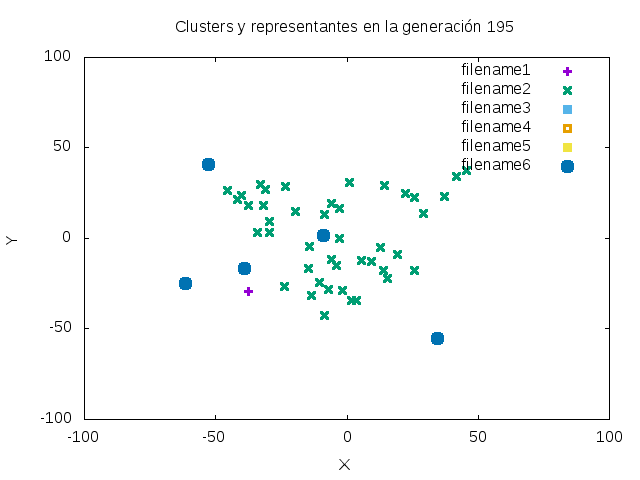 Clusters y representantes en la generación 195
100
50
0
-50
-100
-100
-50
0
50
100
X
Y
filename1
filename2
filename3
filename4
filename5
filename6